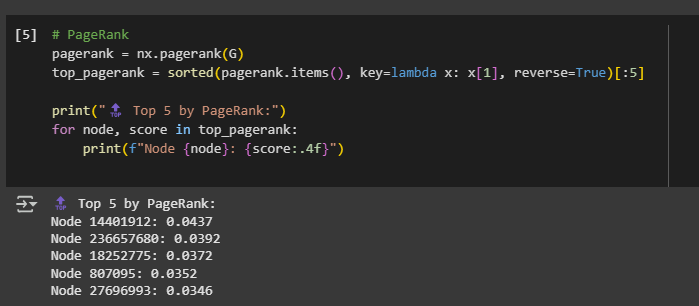 [5] # PageRank
pagerank = nx.pagerank(G)
top_pagerank = sorted(pagerank.items(), key=lambda x: x[1], reverse=True)[:5]
print("🔝 Top 5 by PageRank:")
for node, score in top_pagerank:
    print(f"Node {node}: {score:.4f}")
🔝 Top 5 by PageRank:
Node 14401912: 0.0437
Node 236657680: 0.0392
Node 18252775: 0.0372
Node 807095: 0.0352
Node 27696993: 0.0346